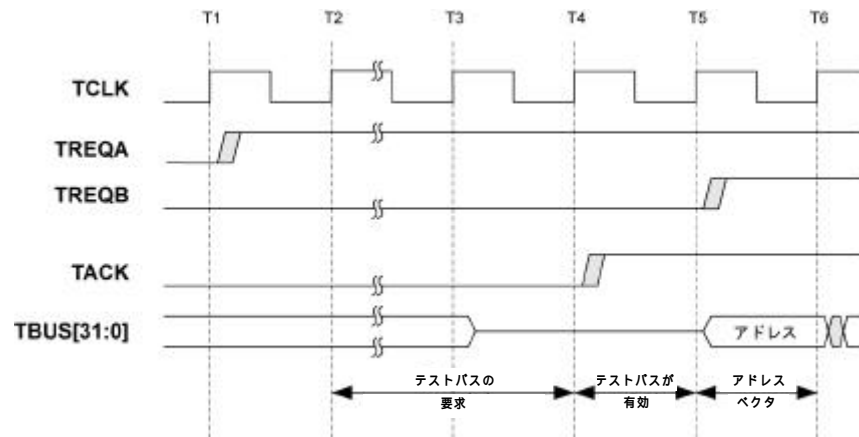 T1 T2 T3 T4 T5 T6
TCLK
TREQA
TREQB
TACK
TBUS[31:0]
アドレス
テストバスの
要求
テストバスが
有効
アドレス
ベクタ